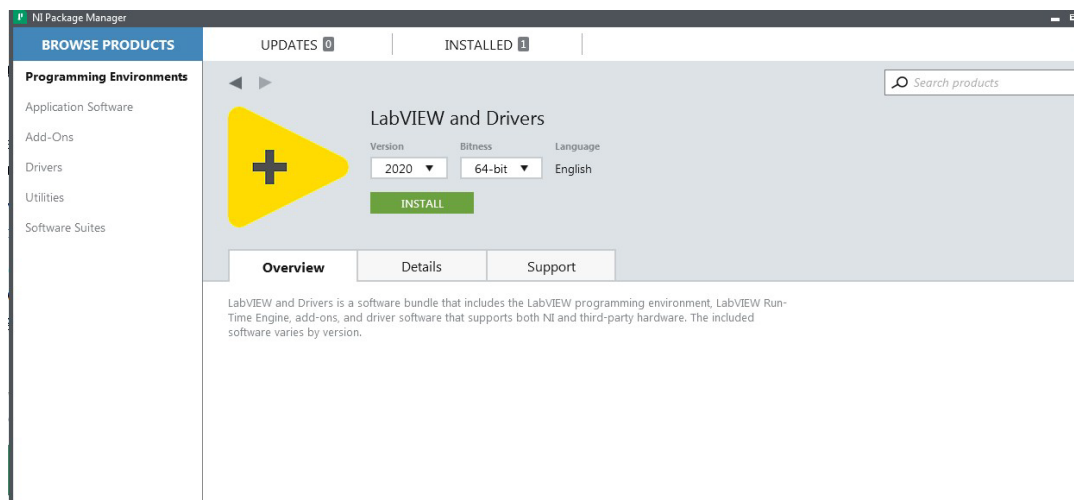 NI Package Manager
BROWSE PRODUCTS
UPDATES 0
INSTALLED 1
Programming Environments
Application Software
Add-Ons
Drivers
Utilities
Software Suites
Search products
LabVIEW and Drivers
Version Bitness Language
2020 64-bit English
INSTALL
Overview Details Support
LabVIEW and Drivers is a software bundle that includes the LabVIEW programming environment, LabVIEW Run-
Time Engine, add-ons, and driver software that supports both NI and third-party hardware. The included
software varies by version.